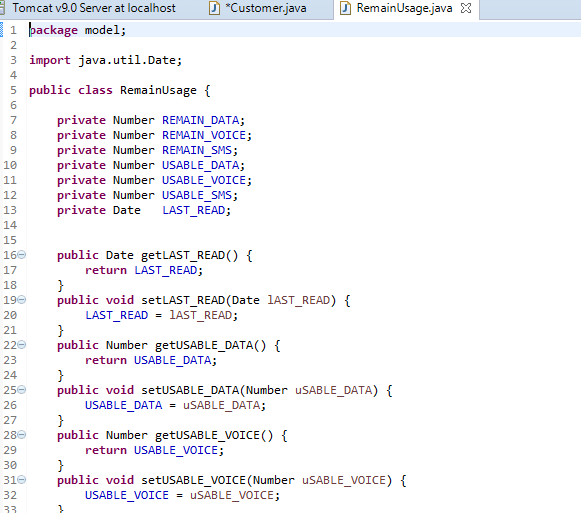 Tomcat v9.0 Server at localhost *Customer.java RemainUsage.java
1 package model;
2
3 import java.util.Date;
4
5 public class RemainUsage {
6
7 private Number REMAIN_DATA;
8 private Number REMAIN_VOICE;
9 private Number REMAIN_SMS;
10 private Number USABLE_DATA;
11 private Number USABLE_VOICE;
12 private Number USABLE_SMS;
13 private Date LAST_READ;
14
15
16 public Date getLAST_READ() {
17 return LAST_READ;
18 }
19 public void setLAST_READ(Date lAST_READ) {
20 LAST_READ = lAST_READ;
21 }
22 public Number getUSABLE_DATA() {
23 return USABLE_DATA;
24 }
25 public void setUSABLE_DATA(Number uSABLE_DATA) {
26 USABLE_DATA = uSABLE_DATA;
27 }
28 public Number getUSABLE_VOICE() {
29 return USABLE_VOICE;
30 }
31 public void setUSABLE_VOICE(Number uSABLE_VOICE) {
32 USABLE_VOICE = uSABLE_VOICE;
33 }